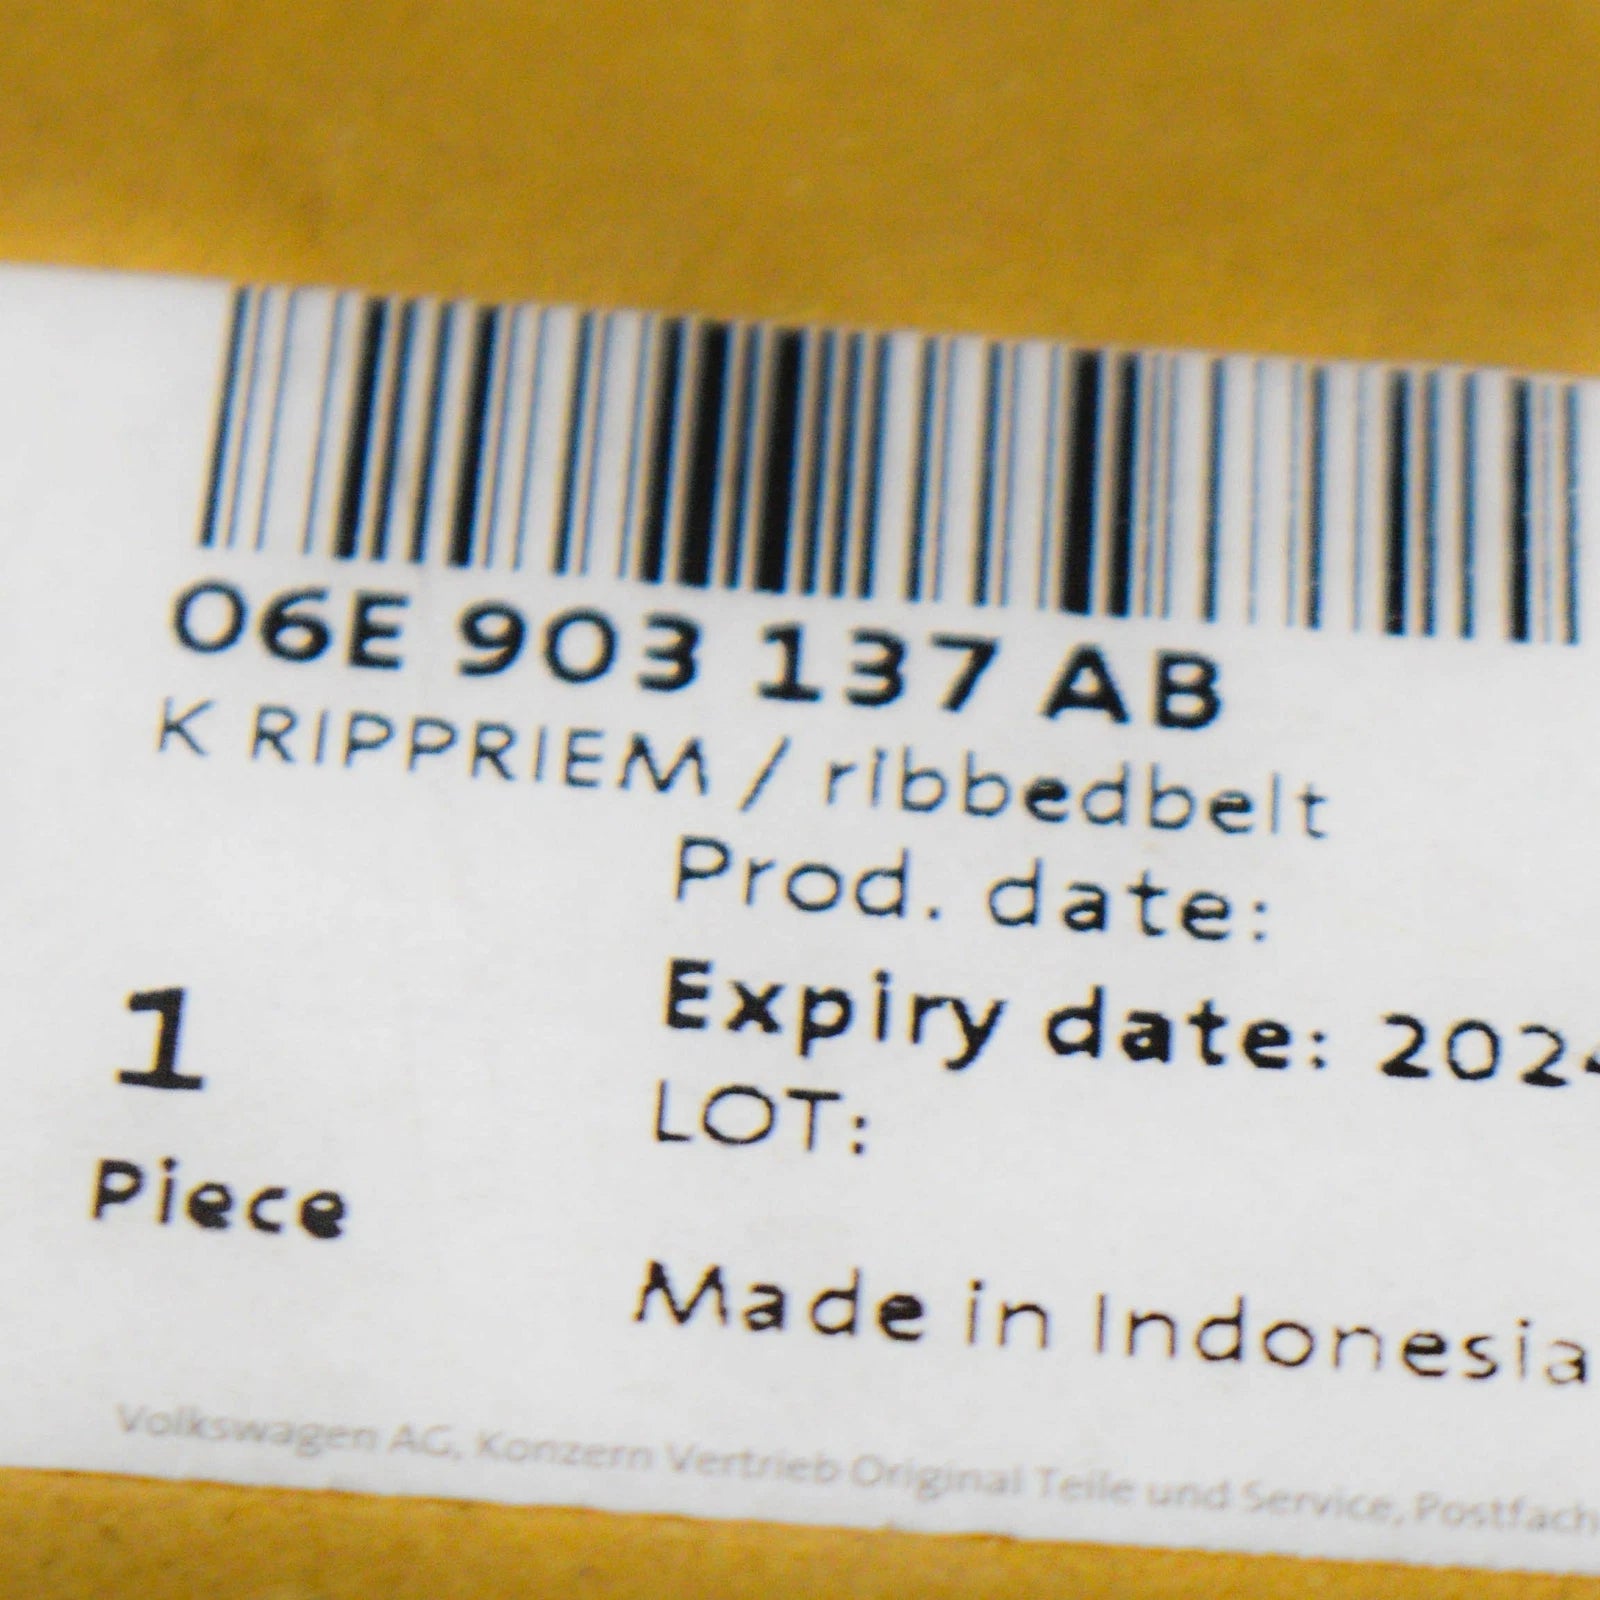 06E 903 137 AB
K RIPPRIEM / ribbedbelt
Prod. date:
Expiry date: 2024
LOT:
1
Piece
Made in Indonesia
Volkswagen AG, Konzern Vertrieb Original Teile und Service, Postfach